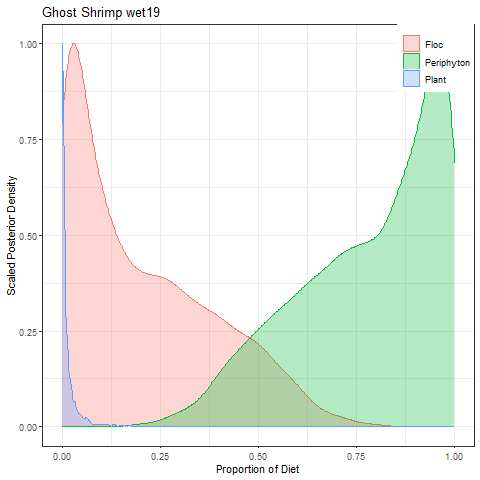 Ghost Shrimp wet19
Floc
Periphyton
Plant
1.00
0.75
0.50
0.25
0.00
Scaled Posterior Density
0.00 0.25 0.50 0.75 1.00
Proportion of Diet